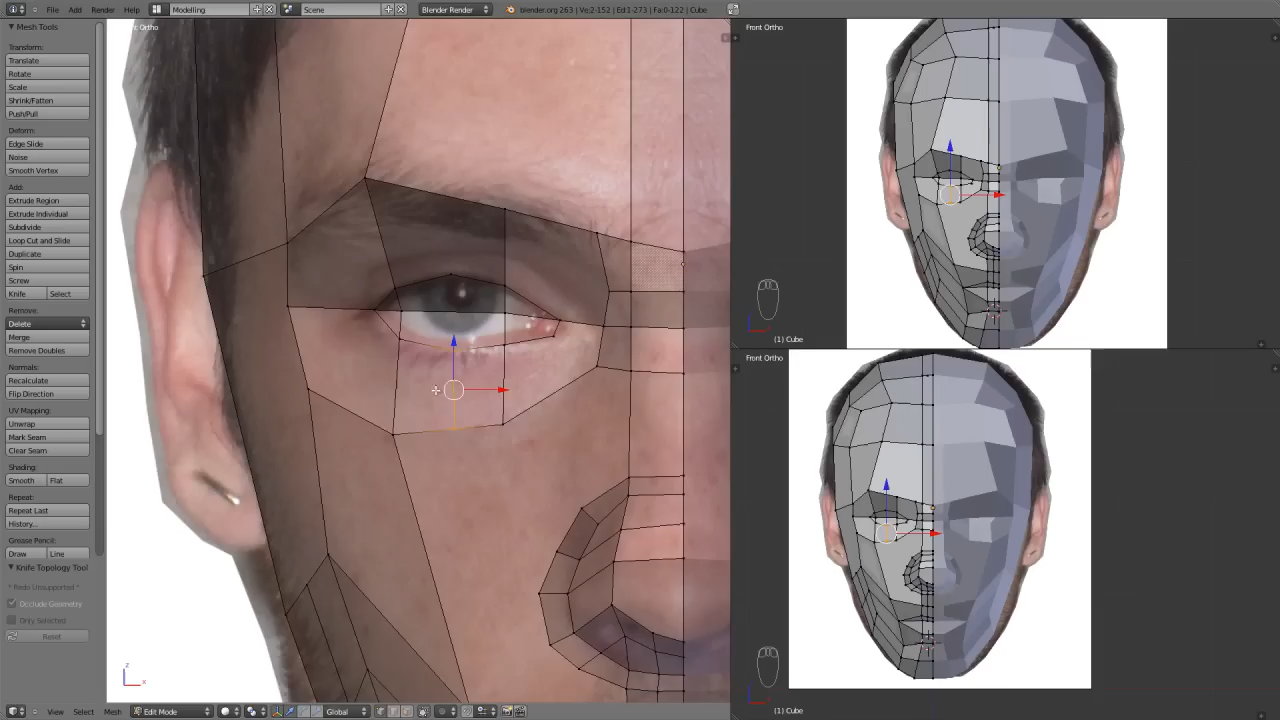 File Add Render Help Modelling Scene Blender Render blender.org 263 | Ve:2-152 | Ed:1-273 | Fa:0-122 | Cube
Mesh Tools
Transform:
Translate
Rotate
Scale
Shrink/Fatten
Push/Pull
Deform:
Edge Slide
Noise
Smooth Vertex
Add:
Extrude Region
Extrude Individual
Subdivide
Loop Cut and Slide
Duplicate
Spin
Screw
Knife Select
Remove:
Delete
Merge
Remove Doubles
Normals:
Recalculate
Flip Direction
UV Mapping:
Unwrap
Mark Seam
Clear Seam
Shading:
Smooth Flat
Repeat:
Repeat Last
History...
Grease Pencil:
Draw Line
Knife Topology Tool
* Redo Unsupported *
Occlude Geometry
Only Selected
Reset
Ortho
z
x
Front Ortho
(1) Cube
Front Ortho
(1) Cube
View Select Mesh Edit Mode Global